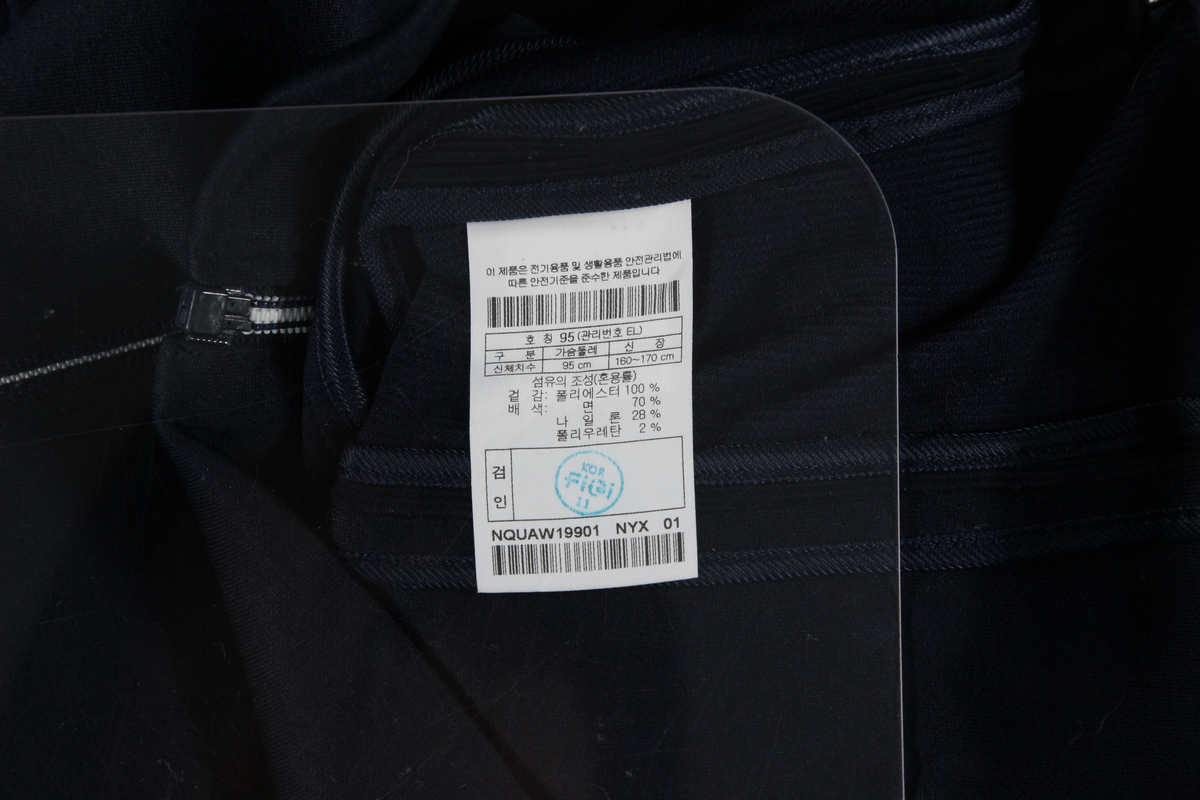 이 제품은 전기용품 및 생활용품 안전관리법에
따른 안전기준을 준수한 제품입니다
호 칭 95 (관리번호 EL)
구 분 가슴둘레 신 장
신체치수 95 cm 160~170 cm
섬유의 조성(혼용률)
겉 감: 폴리에스터 100 %
배 색: 면 70 %
나 일 론 28 %
폴리우레탄 2 %
검
인
KOR
FiGi
11
NQUAW19901 NYX 01